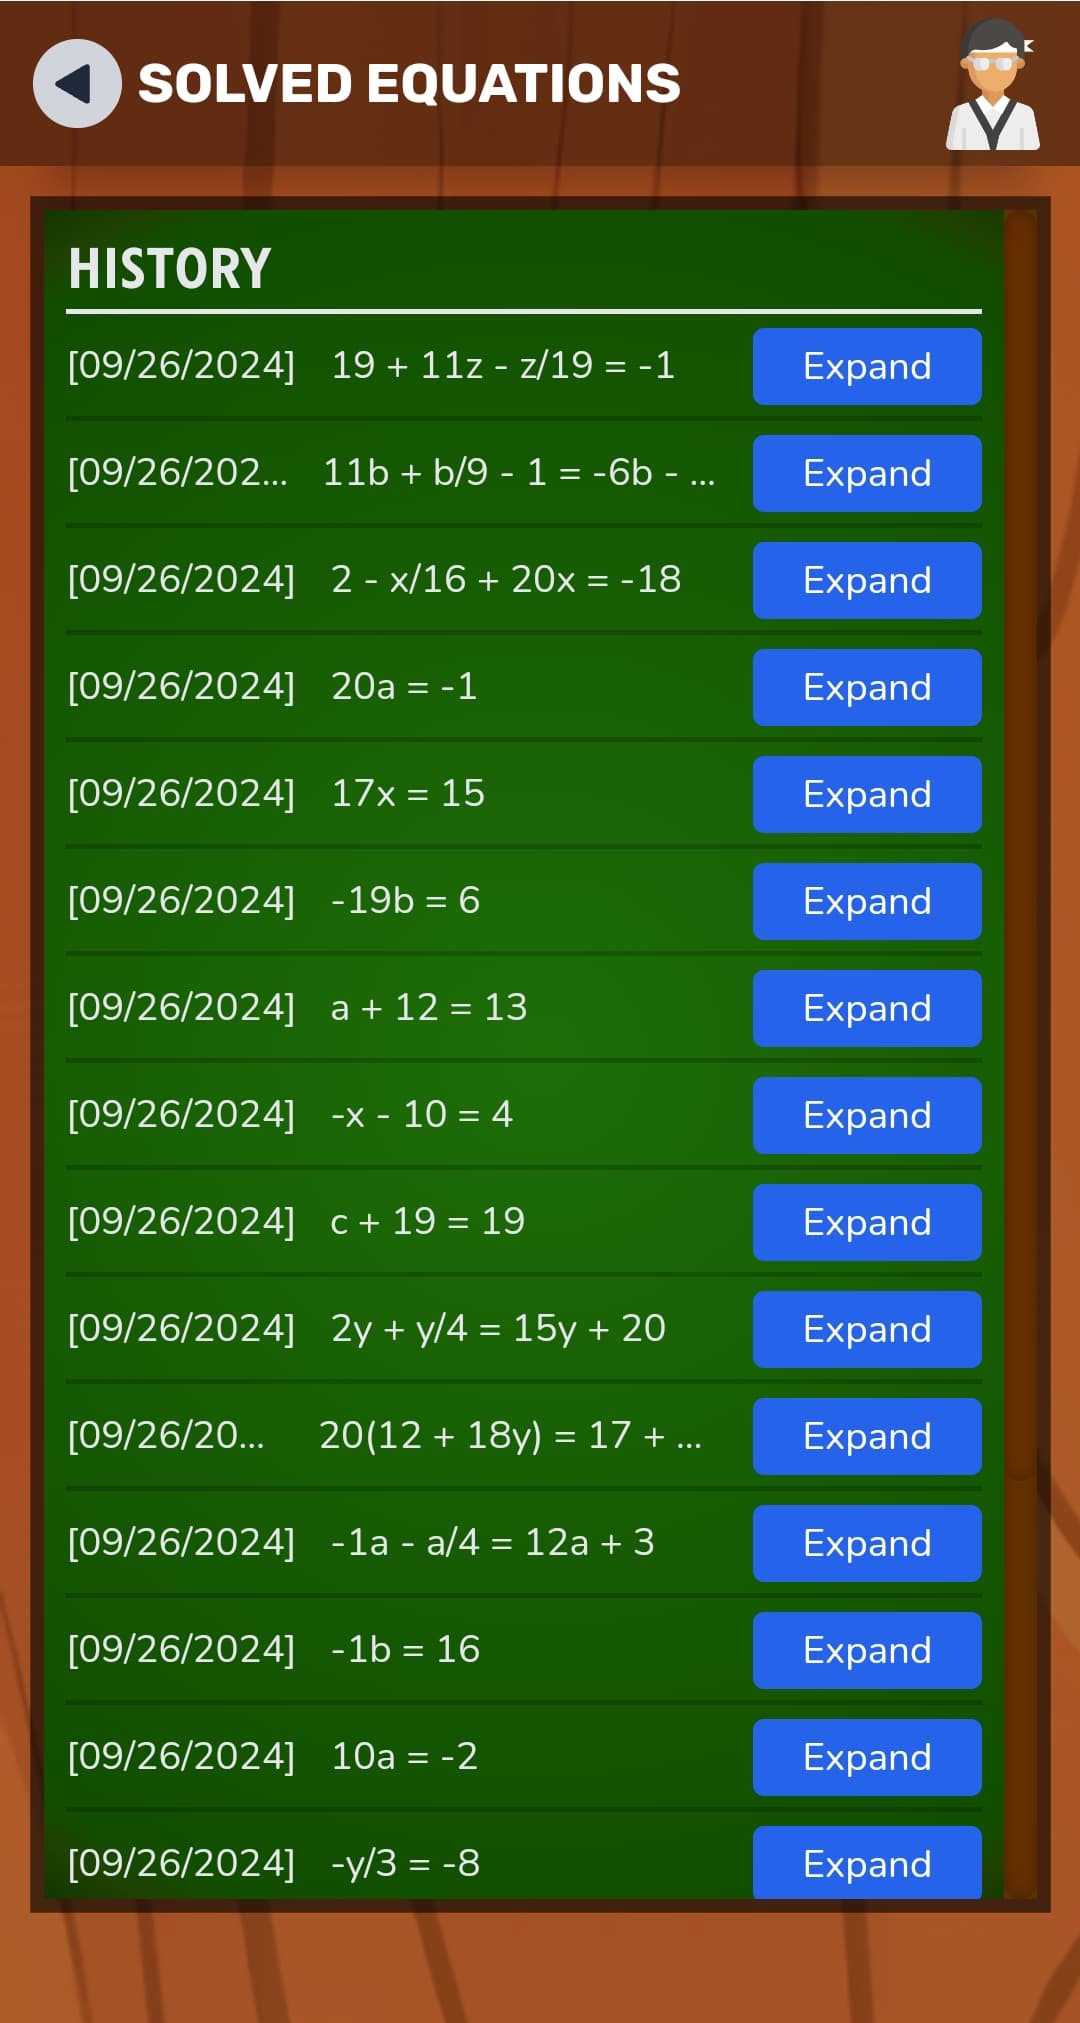 SOLVED EQUATIONS
HISTORY
[09/26/2024] 19 + 11z - z/19 = -1 Expand
[09/26/202... 11b + b/9 - 1 = -6b - ... Expand
[09/26/2024] 2 - x/16 + 20x = -18 Expand
[09/26/2024] 20a = -1 Expand
[09/26/2024] 17x = 15 Expand
[09/26/2024] -19b = 6 Expand
[09/26/2024] a + 12 = 13 Expand
[09/26/2024] -x - 10 = 4 Expand
[09/26/2024] c + 19 = 19 Expand
[09/26/2024] 2y + y/4 = 15y + 20 Expand
[09/26/20... 20(12 + 18y) = 17 + ... Expand
[09/26/2024] -1a - a/4 = 12a + 3 Expand
[09/26/2024] -1b = 16 Expand
[09/26/2024] 10a = -2 Expand
[09/26/2024] -y/3 = -8 Expand